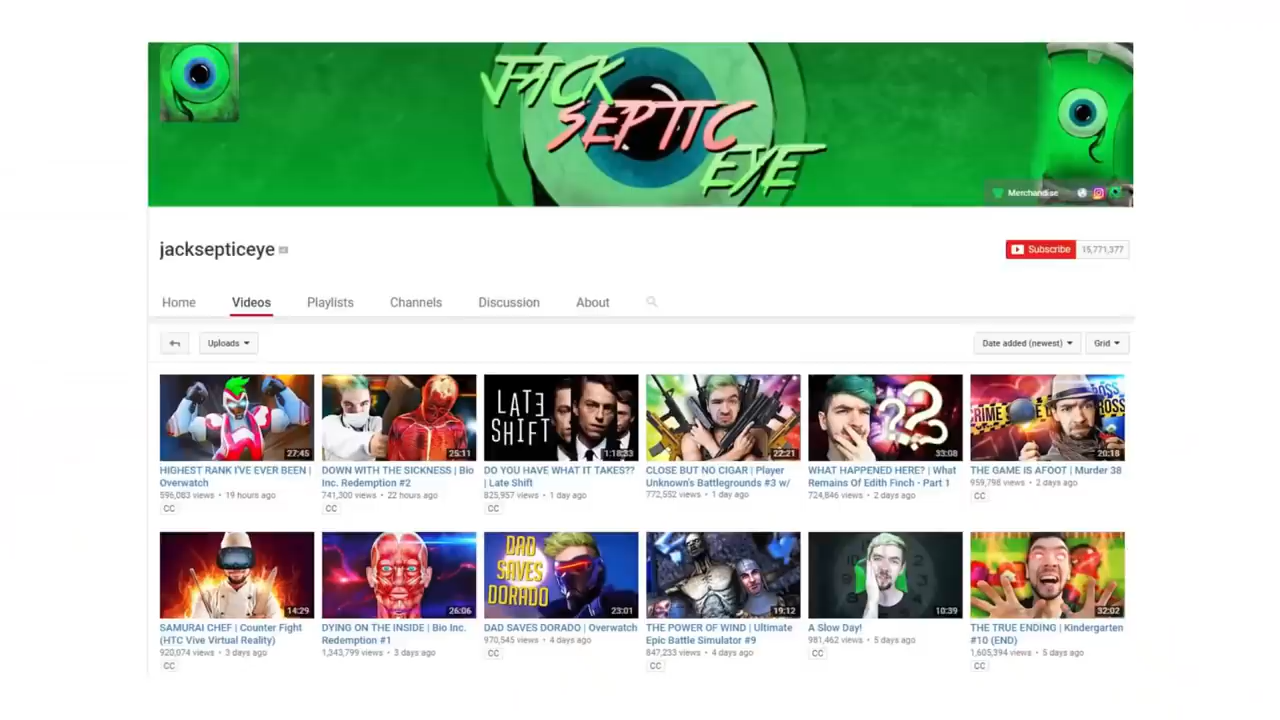 JACK
SEPTIC
EYE
Merchandise
jacksepticeye
Subscribe 15,771,377
Home Videos Playlists Channels Discussion About
Uploads Date added (newest) Grid
LATE
SHIFT
CRIME
BOSS
27:45 25:11 1:18:33 22:21 33:08 20:18
HIGHEST RANK I'VE EVER BEEN |
Overwatch
596,083 views • 19 hours ago
CC
DOWN WITH THE SICKNESS | Bio
Inc. Redemption #2
741,300 views • 22 hours ago
CC
DO YOU HAVE WHAT IT TAKES??
| Late Shift
825,957 views • 1 day ago
CC
CLOSE BUT NO CIGAR | Player
Unknown's Battlegrounds #3 w/
772,552 views • 1 day ago
WHAT HAPPENED HERE? | What
Remains Of Edith Finch - Part 1
724,846 views • 2 days ago
THE GAME IS AFOOT | Murder 38
959,798 views • 2 days ago
CC
DAD
SAVES
DORADO
14:29 26:06 23:01 19:12 10:39 32:02
SAMURAI CHEF | Counter Fight
(HTC Vive Virtual Reality)
920,074 views • 3 days ago
CC
DYING ON THE INSIDE | Bio Inc.
Redemption #1
1,343,799 views • 3 days ago
DAD SAVES DORADO | Overwatch
970,545 views • 4 days ago
CC
THE POWER OF WIND | Ultimate
Epic Battle Simulator #9
847,233 views • 4 days ago
CC
A Slow Day!
981,462 views • 5 days ago
CC
THE TRUE ENDING | Kindergarten
#10 (END)
1,605,394 views • 5 days ago
CC